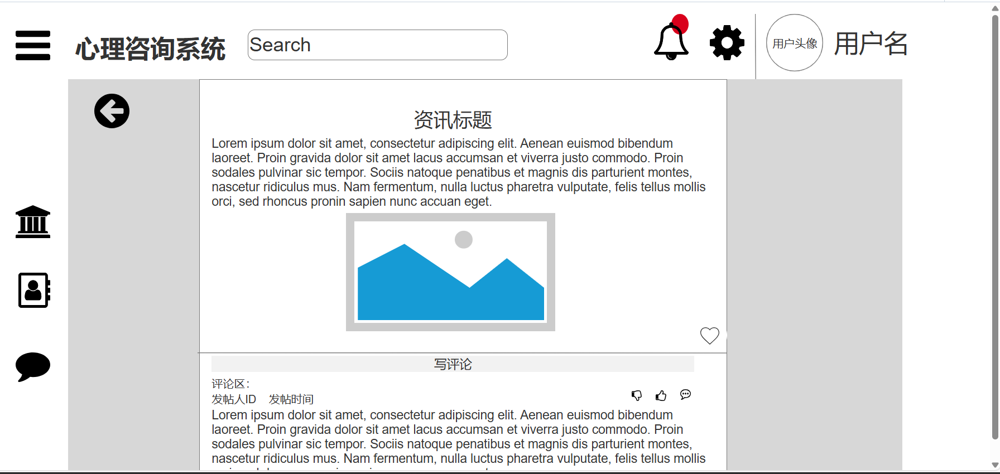 心理咨询系统
Search
用户头像
用户名
资讯标题
Lorem ipsum dolor sit amet, consectetur adipiscing elit. Aenean euismod bibendum
laoreet. Proin gravida dolor sit amet lacus accumsan et viverra justo commodo. Proin
sodales pulvinar sic tempor. Sociis natoque penatibus et magnis dis parturient montes,
nascetur ridiculus mus. Nam fermentum, nulla luctus pharetra vulputate, felis tellus mollis
orci, sed rhoncus pronin sapien nunc accuan eget.
写评论
评论区：
发帖人ID 发帖时间
Lorem ipsum dolor sit amet, consectetur adipiscing elit. Aenean euismod bibendum
laoreet. Proin gravida dolor sit amet lacus accumsan et viverra justo commodo. Proin
sodales pulvinar sic tempor. Sociis natoque penatibus et magnis dis parturient montes,
nascetur ridiculus mus. Nam fermentum, nulla luctus pharetra vulputate, felis tellus mollis